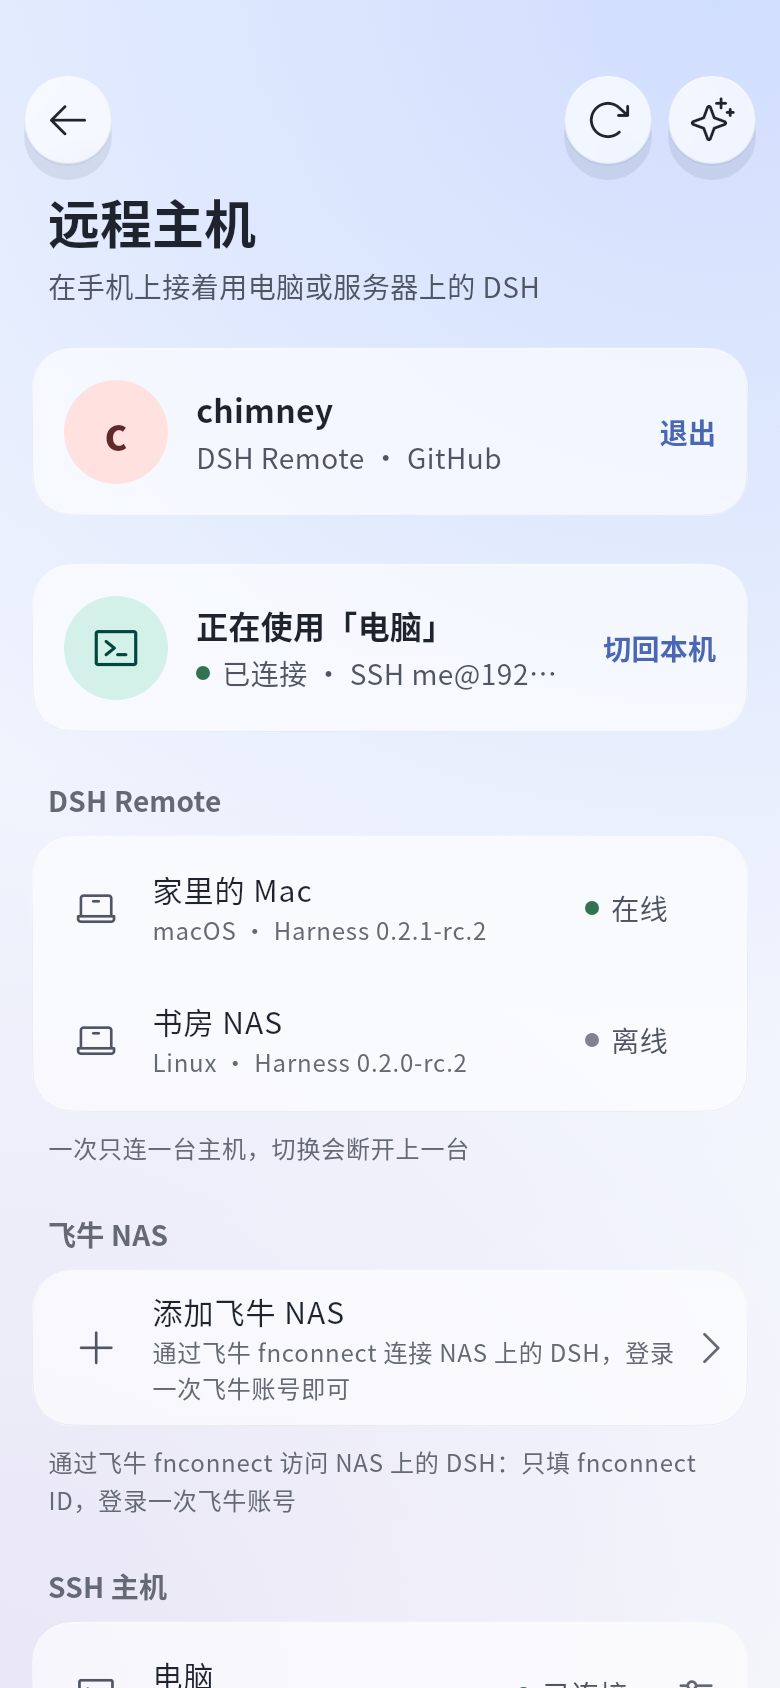 远程主机
在手机上接着用电脑或服务器上的 DSH
c
chimney
DSH Remote · GitHub
退出
正在使用「电脑」
已连接 · SSH me@192…
切回本机
DSH Remote
家里的 Mac
macOS · Harness 0.2.1-rc.2
在线
书房 NAS
Linux · Harness 0.2.0-rc.2
离线
一次只连一台主机，切换会断开上一台
飞牛 NAS
添加飞牛 NAS
通过飞牛 fnconnect 连接 NAS 上的 DSH，登录
一次飞牛账号即可
通过飞牛 fnconnect 访问 NAS 上的 DSH：只填 fnconnect
ID，登录一次飞牛账号
SSH 主机
电脑
已连接